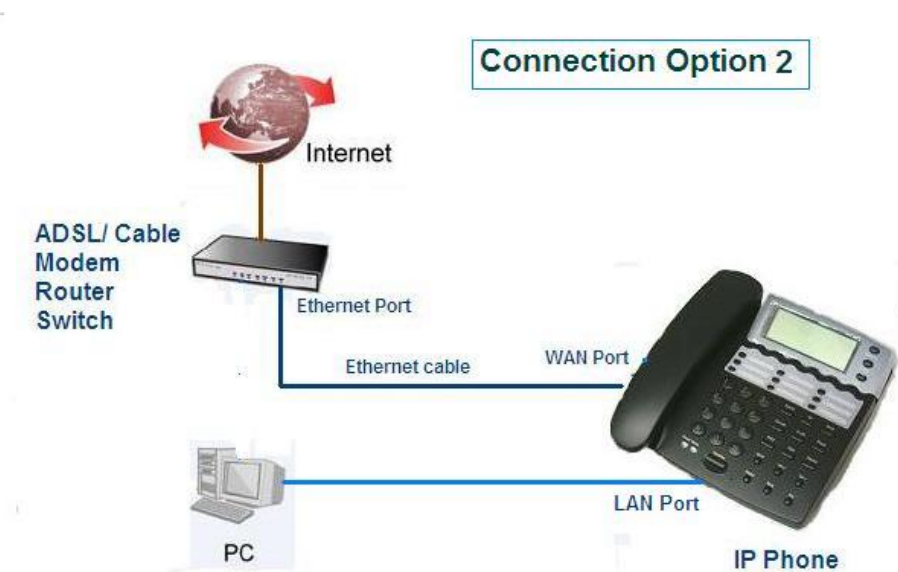 Connection Option 2
Internet
ADSL/ Cable
Modem
Router
Switch
Ethernet Port
Ethernet cable
WAN Port
LAN Port
PC
IP Phone